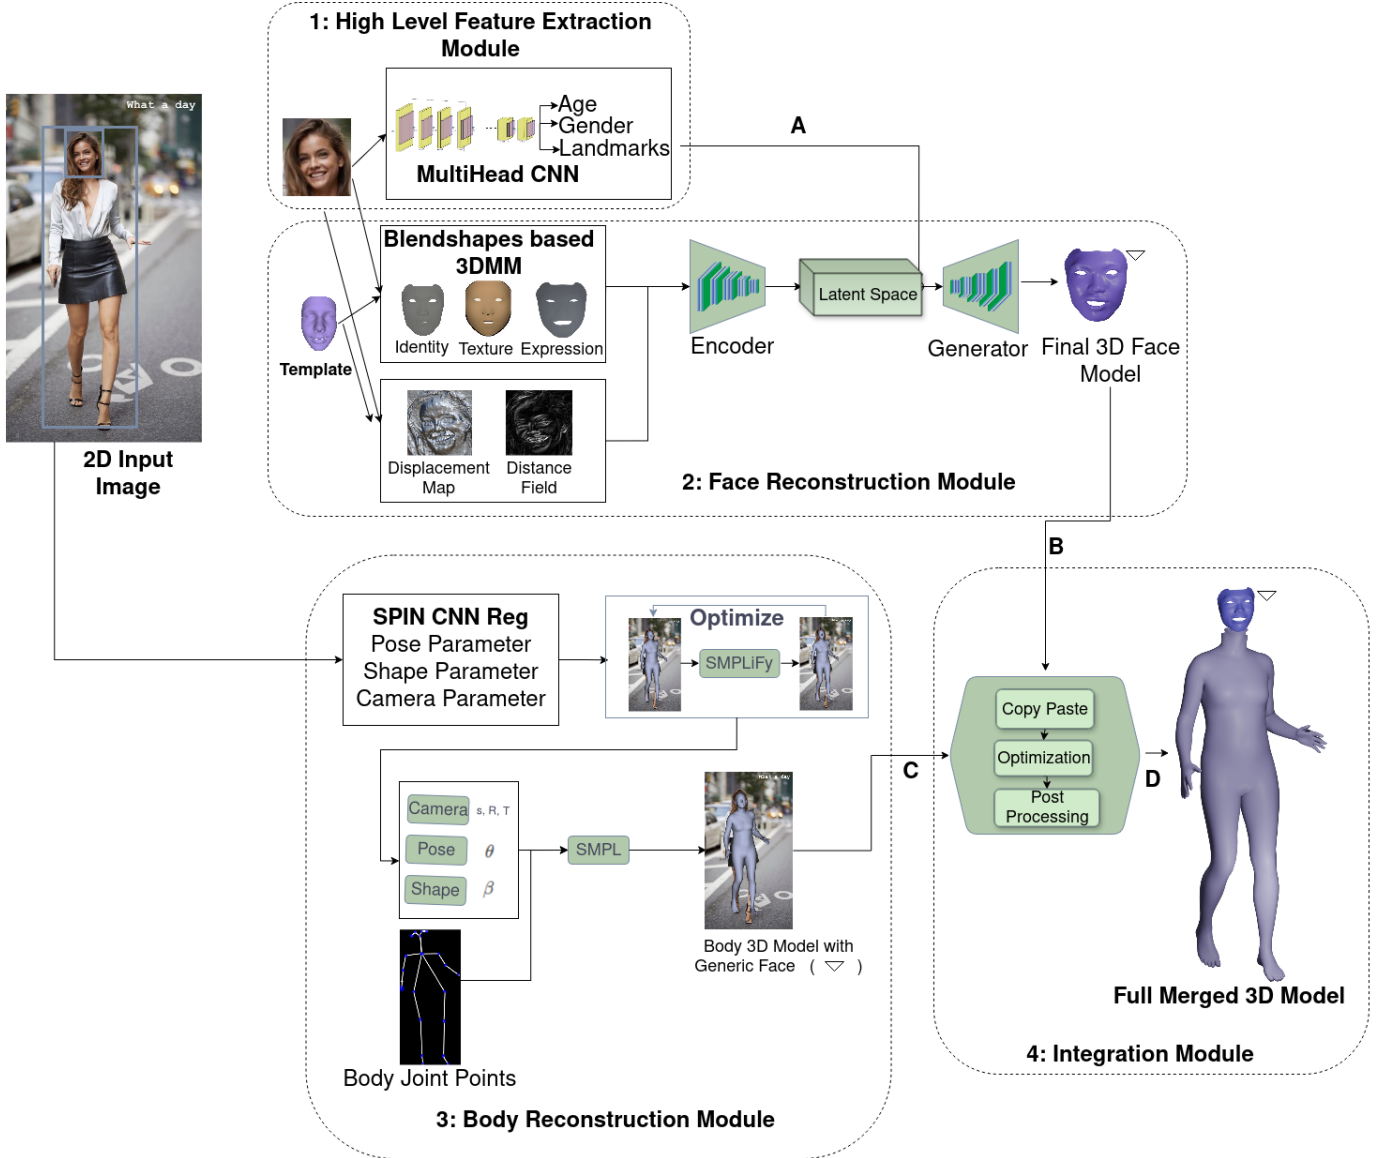 1: High Level Feature Extraction
Module
What a day
Age
Gender
Landmarks
MultiHead CNN
A
Blendshapes based
3DMM
Identity
Texture
Expression
Template
Encoder
Latent Space
Generator
Final 3D Face
Model
Displacement
Map
Distance
Field
2D Input
Image
2: Face Reconstruction Module
B
SPIN CNN Reg
Pose Parameter
Shape Parameter
Camera Parameter
Optimize
SMPLiFy
Camera
s, R, T
Pose
θ
Shape
β
SMPL
Body 3D Model with
Generic Face ( ▽ )
Body Joint Points
3: Body Reconstruction Module
C
Copy Paste
Optimization
Post
Processing
D
Full Merged 3D Model
4: Integration Module